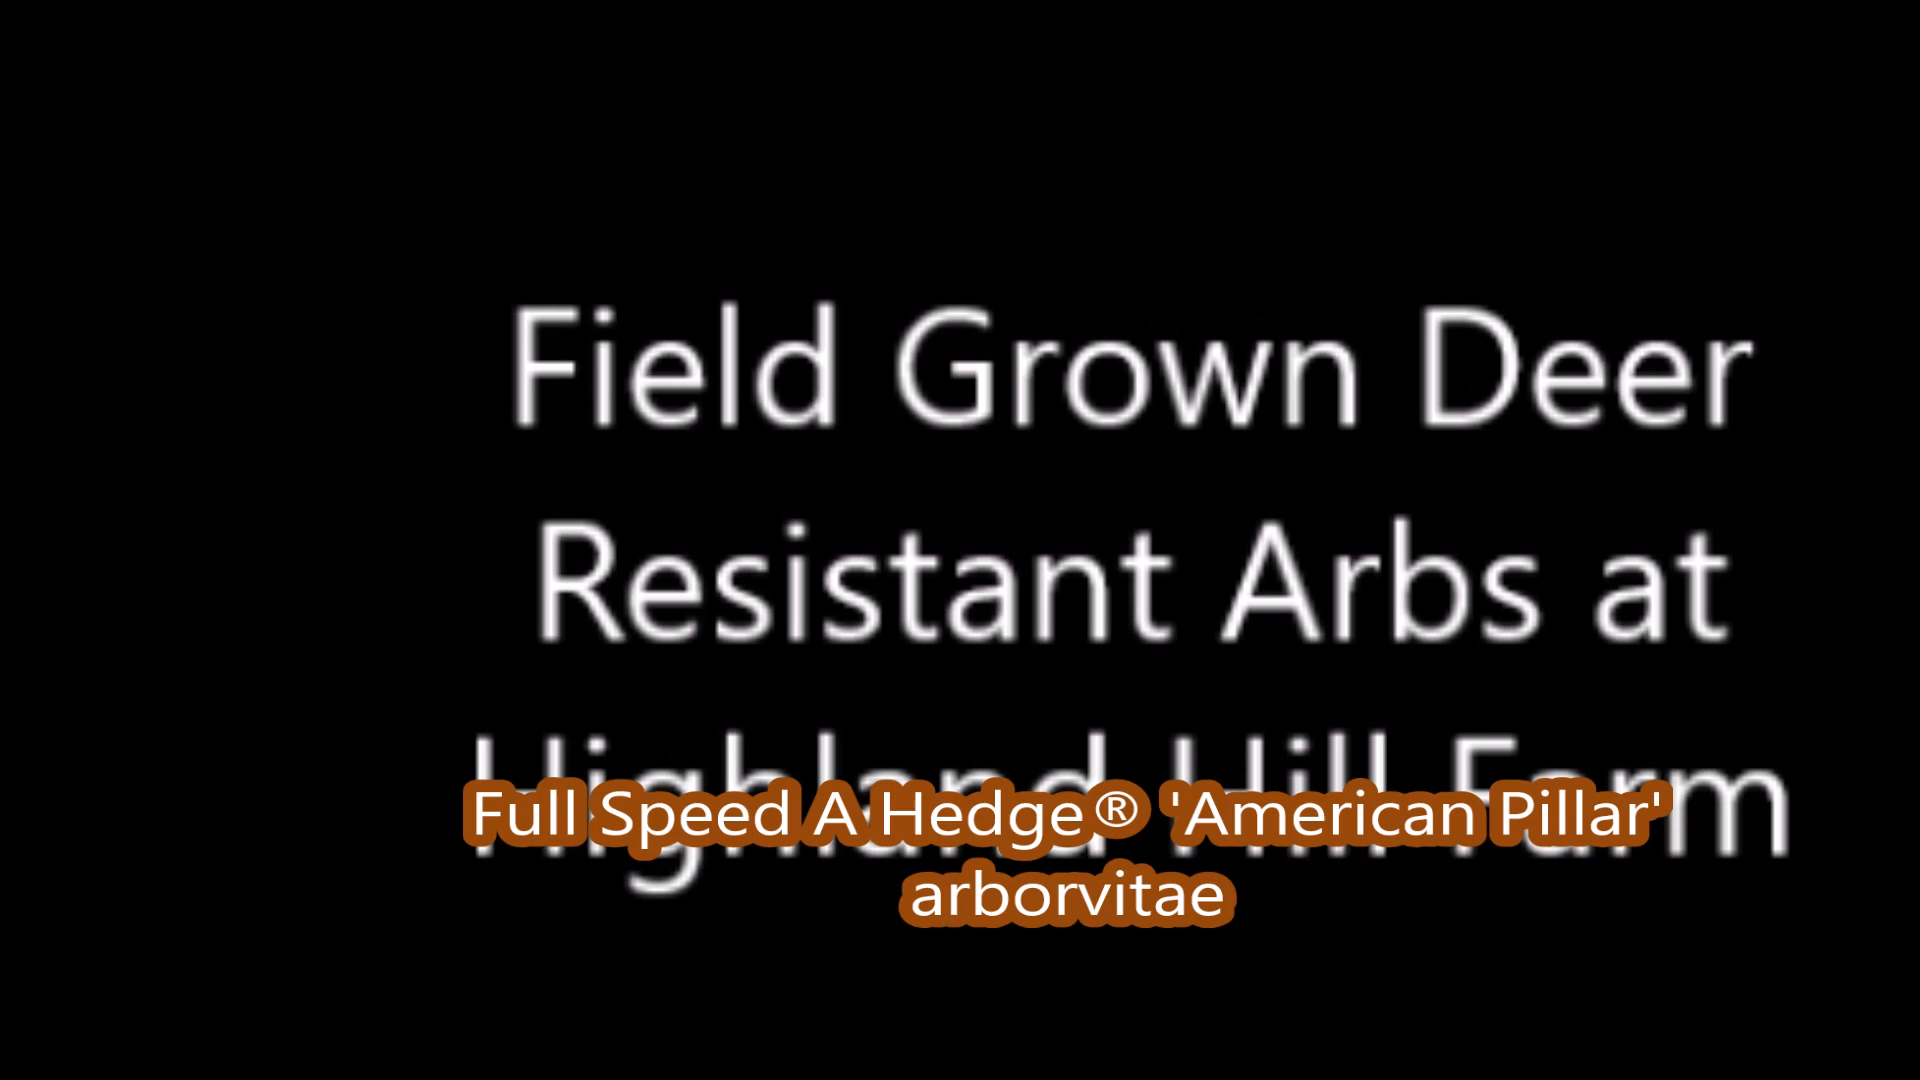 Field Grown Deer
Resistant Arbs at
Highland Hill Farm
Full Speed A Hedge® 'American Pillar'
arborvitae